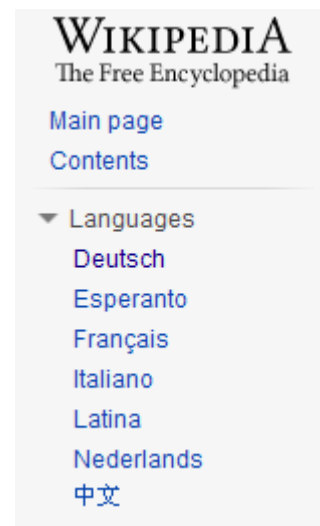 WIKIPEDIA
The Free Encyclopedia
Main page
Contents
Languages
Deutsch
Esperanto
Français
Italiano
Latina
Nederlands
中文